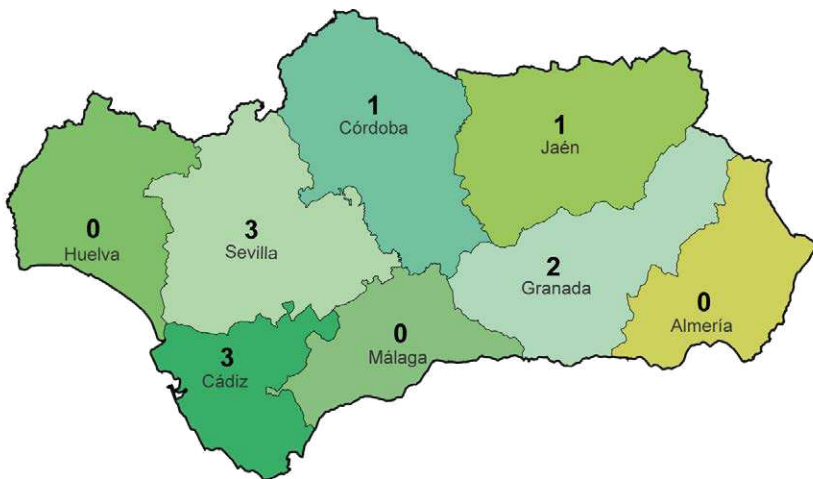 1
Córdoba
1
Jaén
0
Huelva
3
Sevilla
2
Granada
0
Almería
0
Málaga
3
Cádiz